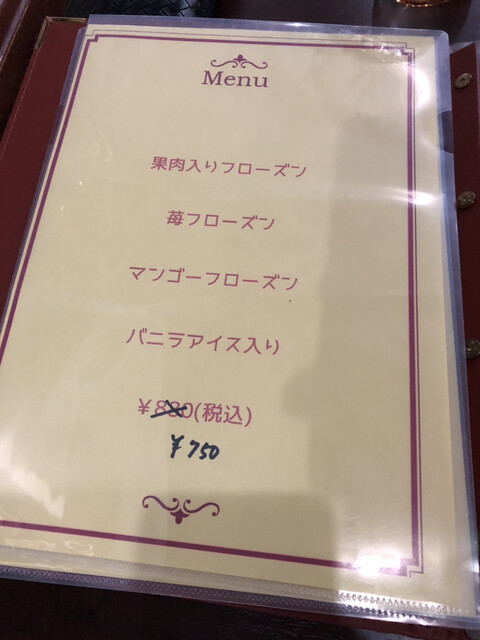 Menu
果肉入りフローズン
苺フローズン
マンゴーフローズン
バニラアイス入り
￥880(税込)
￥750